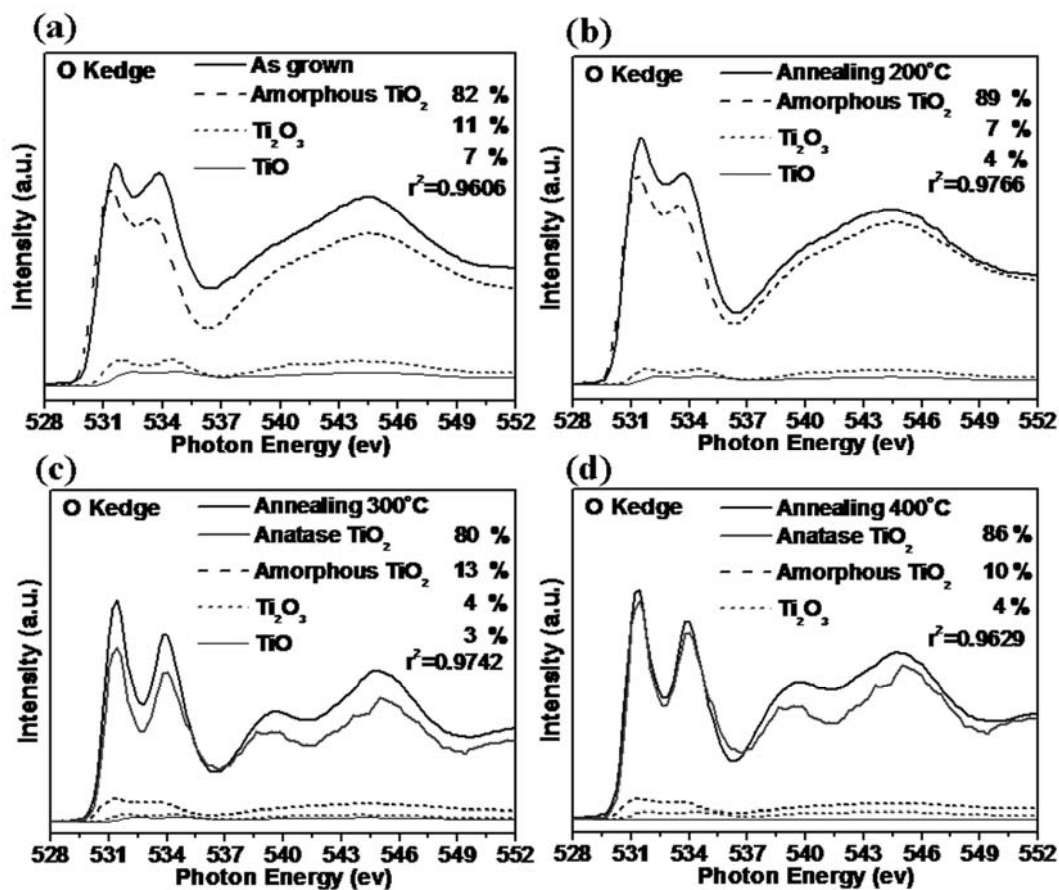 (a)
O Kedge
As grown
Amorphous TiO₂ 82 %
Ti₂O₃ 11 %
TiO 7 %
r²=0.9606
Intensity (a.u.)
528 531 534 537 540 543 546 549 552
Photon Energy (ev)
(b)
O Kedge
Annealing 200°C
Amorphous TiO₂ 89 %
Ti₂O₃ 7 %
TiO 4 %
r²=0.9766
Intensity (a.u.)
528 531 534 537 540 543 546 549 552
Photon Energy (ev)
(c)
O Kedge
Annealing 300°C
Anatase TiO₂ 80 %
Amorphous TiO₂ 13 %
Ti₂O₃ 4 %
TiO 3 %
r²=0.9742
Intensity (a.u.)
528 531 534 537 540 543 546 549 552
Photon Energy (ev)
(d)
O Kedge
Annealing 400°C
Anatase TiO₂ 86 %
Amorphous TiO₂ 10 %
Ti₂O₃ 4 %
r²=0.9629
Intensity (a.u.)
528 531 534 537 540 543 546 549 552
Photon Energy (ev)